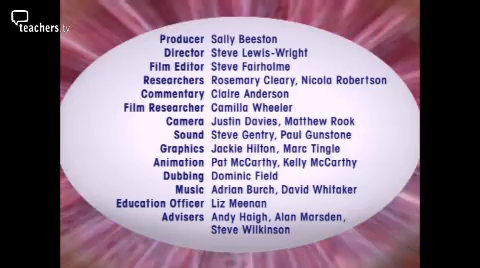 teachers.tv
Producer Sally Beeston
Director Steve Lewis-Wright
Film Editor Steve Fairholme
Researchers Rosemary Cleary, Nicola Robertson
Commentary Claire Anderson
Film Researcher Camilla Wheeler
Camera Justin Davies, Matthew Rook
Sound Steve Gentry, Paul Gunstone
Graphics Jackie Hilton, Marc Tingle
Animation Pat McCarthy, Kelly McCarthy
Dubbing Dominic Field
Music Adrian Burch, David Whitaker
Education Officer Liz Meenan
Advisers Andy Haigh, Alan Marsden,
Steve Wilkinson